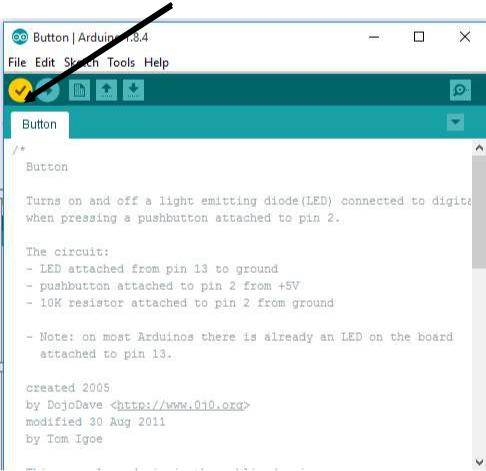 Button | Arduino 1.8.4
File Edit Sketch Tools Help
Button
/*
Button
Turns on and off a light emitting diode(LED) connected to digita
when pressing a pushbutton attached to pin 2.
The circuit:
- LED attached from pin 13 to ground
- pushbutton attached to pin 2 from +5V
- 10K resistor attached to pin 2 from ground
- Note: on most Arduinos there is already an LED on the board
attached to pin 13.
created 2005
by DojoDave <http://www.0j0.org>
modified 30 Aug 2011
by Tom Igoe